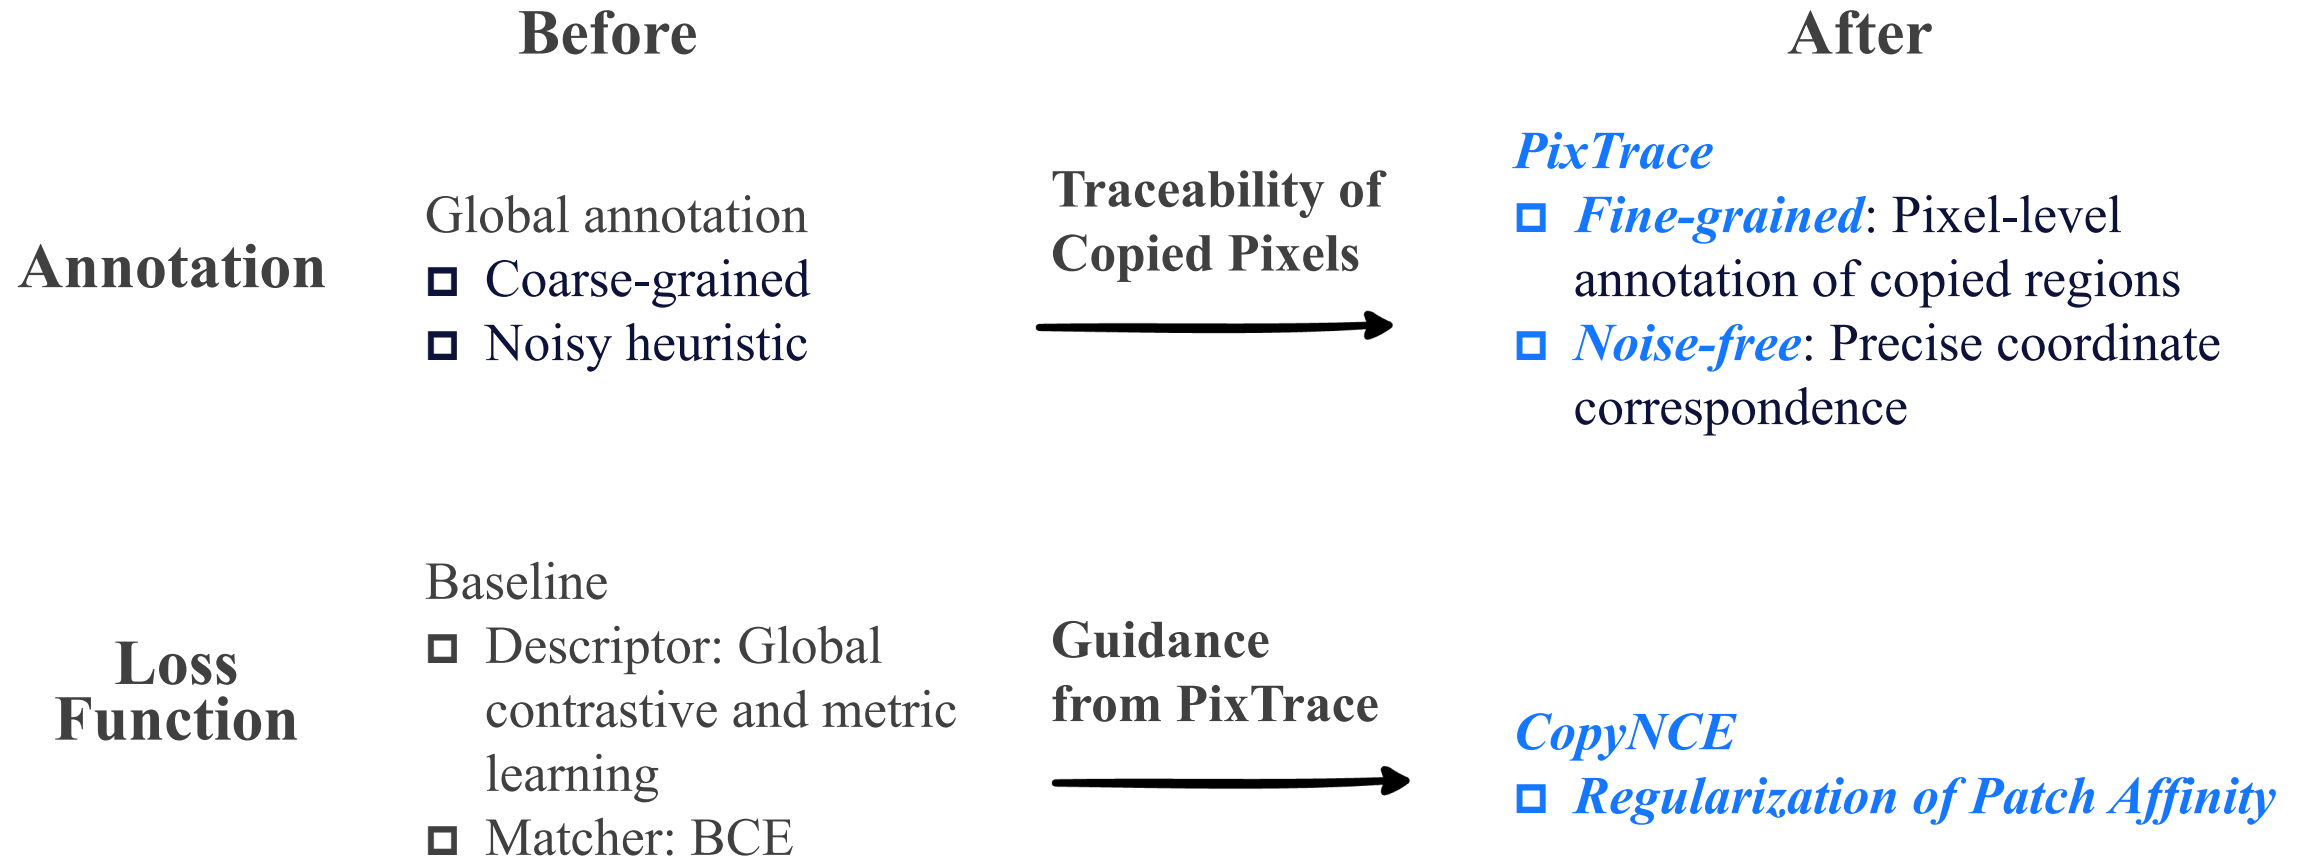 Before
After
Annotation
Global annotation
Coarse-grained
Noisy heuristic
Traceability of
Copied Pixels
PixTrace
Fine-grained: Pixel-level
annotation of copied regions
Noise-free: Precise coordinate
correspondence
Loss
Function
Baseline
Descriptor: Global
contrastive and metric
learning
Matcher: BCE
Guidance
from PixTrace
CopyNCE
Regularization of Patch Affinity